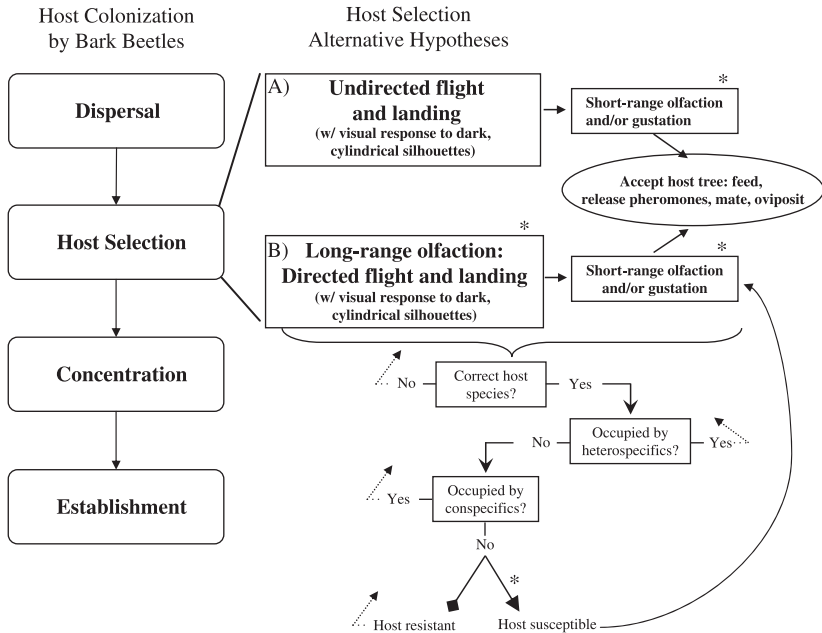 Host Colonization
by Bark Beetles
Host Selection
Alternative Hypotheses
Dispersal
Host Selection
Concentration
Establishment
A)
Undirected flight
and landing
(w/ visual response to dark,
cylindrical silhouettes)
*
Short-range olfaction
and/or gustation
Accept host tree: feed,
release pheromones, mate, oviposit
*
B)
Long-range olfaction:
Directed flight and landing
(w/ visual response to dark,
cylindrical silhouettes)
*
Short-range olfaction
and/or gustation
No
Correct host
species?
Yes
No
Occupied by
heterospecifics?
Yes
Yes
Occupied by
conspecifics?
No
*
Host resistant
Host susceptible